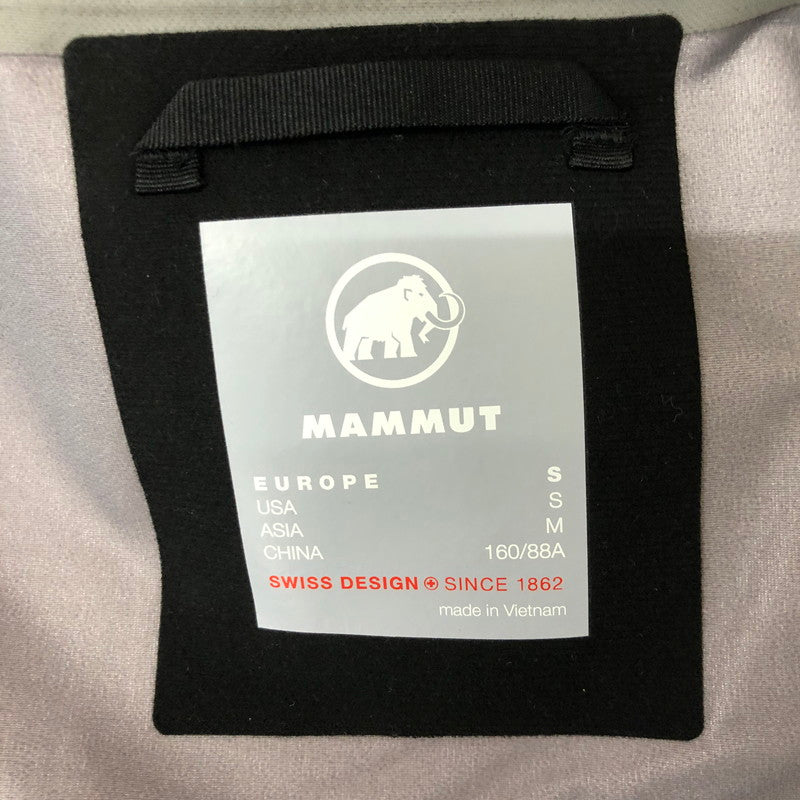 MAMMUT
EUROPE S
USA S
ASIA M
CHINA 160/88A
SWISS DESIGN SINCE 1862
made in Vietnam